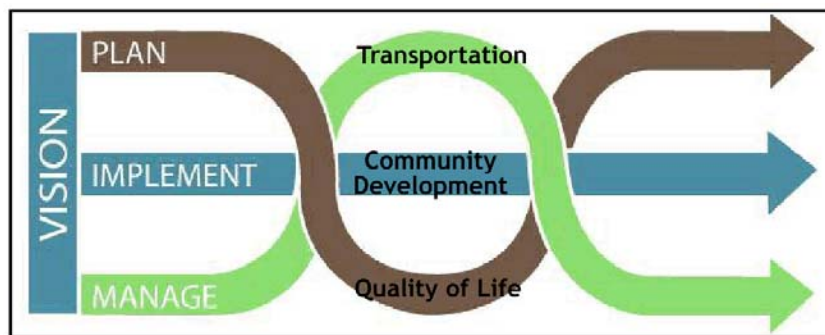 VISION
PLAN
Transportation
IMPLEMENT
Community
Development
MANAGE
Quality of Life